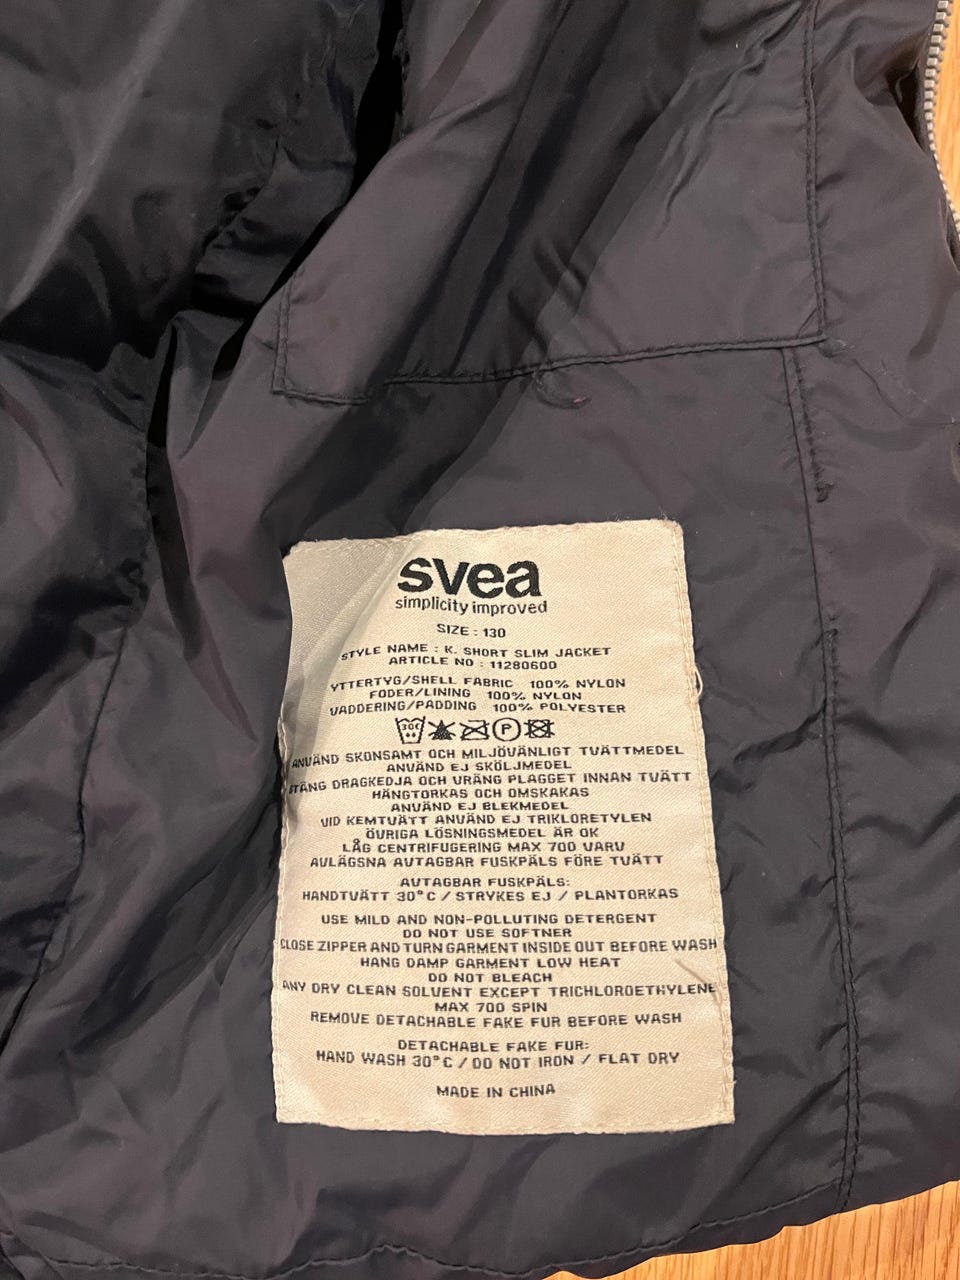 svea
simplicity improved
SIZE : 130
STYLE NAME : K. SHORT SLIM JACKET
ARTICLE NO : 11280600
YTTERTYG/SHELL FABRIC 100% NYLON
FODER/LINING 100% NYLON
VADDERING/PADDING 100% POLYESTER
30C P
ANVÄND SKONSAMT OCH MILJÖVÄNLIGT TVÄTTMEDEL
ANVÄND EJ SKÖLJMEDEL
STÄNG DRAGKEDJA OCH VRÄNG PLAGGET INNAN TVÄTT
HÄNGTORKAS OCH OMSKAKAS
ANVÄND EJ BLEKMEDEL
VID KEMTVÄTT ANVÄND EJ TRIKLORETYLEN
ÖVRIGA LÖSNINGSMEDEL ÄR OK
LÅG CENTRIFUGERING MAX 700 VARV
AVLÄGSNA AVTAGBAR FUSKPÄLS FÖRE TVÄTT
AVTAGBAR FUSKPÄLS:
HANDTVÄTT 30°C / STRYKES EJ / PLANTORKAS
USE MILD AND NON-POLLUTING DETERGENT
DO NOT USE SOFTNER
CLOSE ZIPPER AND TURN GARMENT INSIDE OUT BEFORE WASH
HANG DAMP GARMENT LOW HEAT
DO NOT BLEACH
ANY DRY CLEAN SOLVENT EXCEPT TRICHLOROETHYLENE
MAX 700 SPIN
REMOVE DETACHABLE FAKE FUR BEFORE WASH
DETACHABLE FAKE FUR:
HAND WASH 30°C / DO NOT IRON / FLAT DRY
MADE IN CHINA